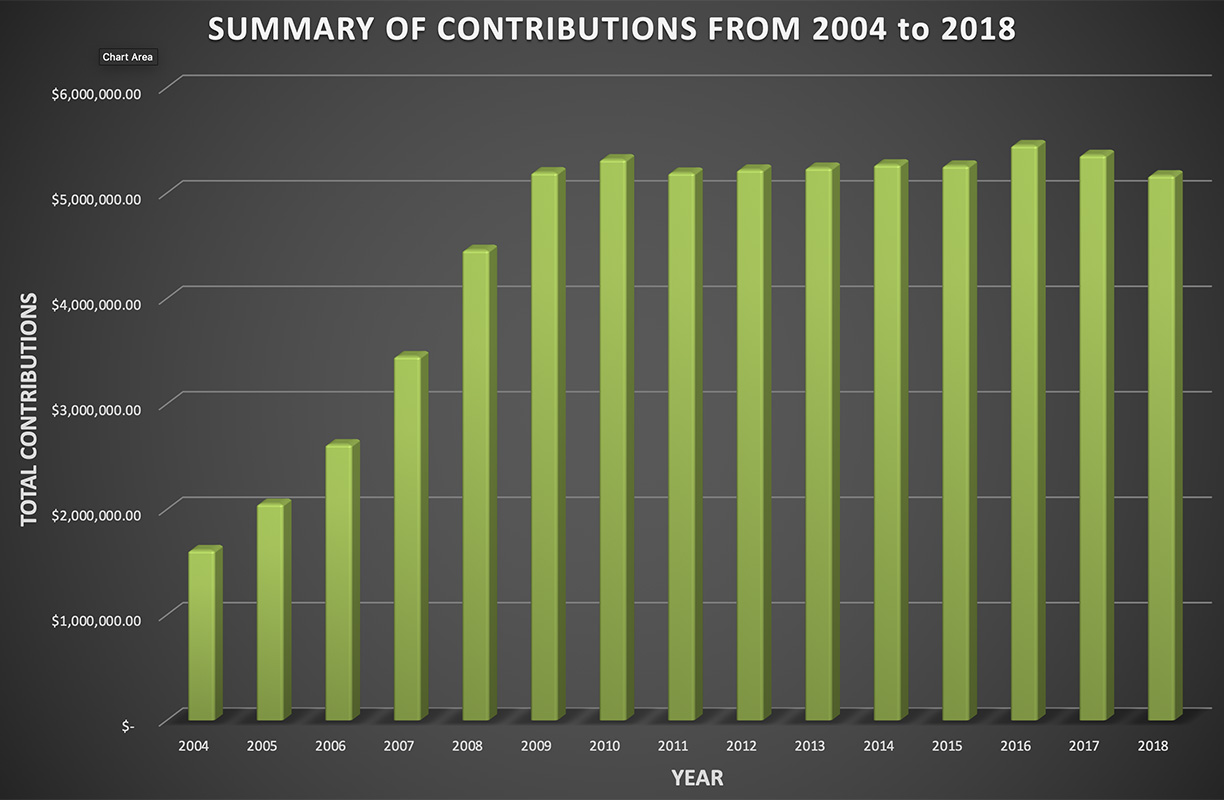 SUMMARY OF CONTRIBUTIONS FROM 2004 to 2018
Chart Area
$6,000,000.00
$5,000,000.00
$4,000,000.00
$3,000,000.00
$2,000,000.00
$1,000,000.00
$-
TOTAL CONTRIBUTIONS
2004 2005 2006 2007 2008 2009 2010 2011 2012 2013 2014 2015 2016 2017 2018
YEAR